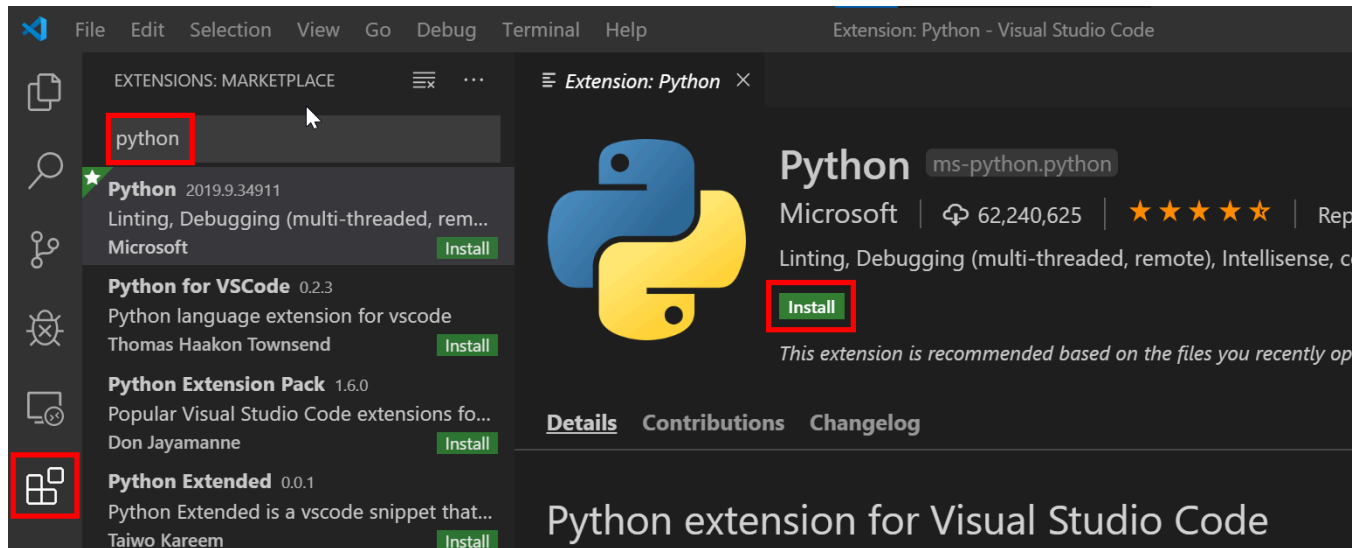 File Edit Selection View Go Debug Terminal Help Extension: Python - Visual Studio Code
EXTENSIONS: MARKETPLACE
python
Python 2019.9.34911
Linting, Debugging (multi-threaded, rem...
Microsoft Install
Python for VSCode 0.2.3
Python language extension for vscode
Thomas Haakon Townsend Install
Python Extension Pack 1.6.0
Popular Visual Studio Code extensions fo...
Don Jayamanne Install
Python Extended 0.0.1
Python Extended is a vscode snippet that...
Taiwo Kareem Install
Extension: Python
Python ms-python.python
Microsoft 62,240,625 Rep
Linting, Debugging (multi-threaded, remote), Intellisense, c
Install
This extension is recommended based on the files you recently op
Details Contributions Changelog
Python extension for Visual Studio Code